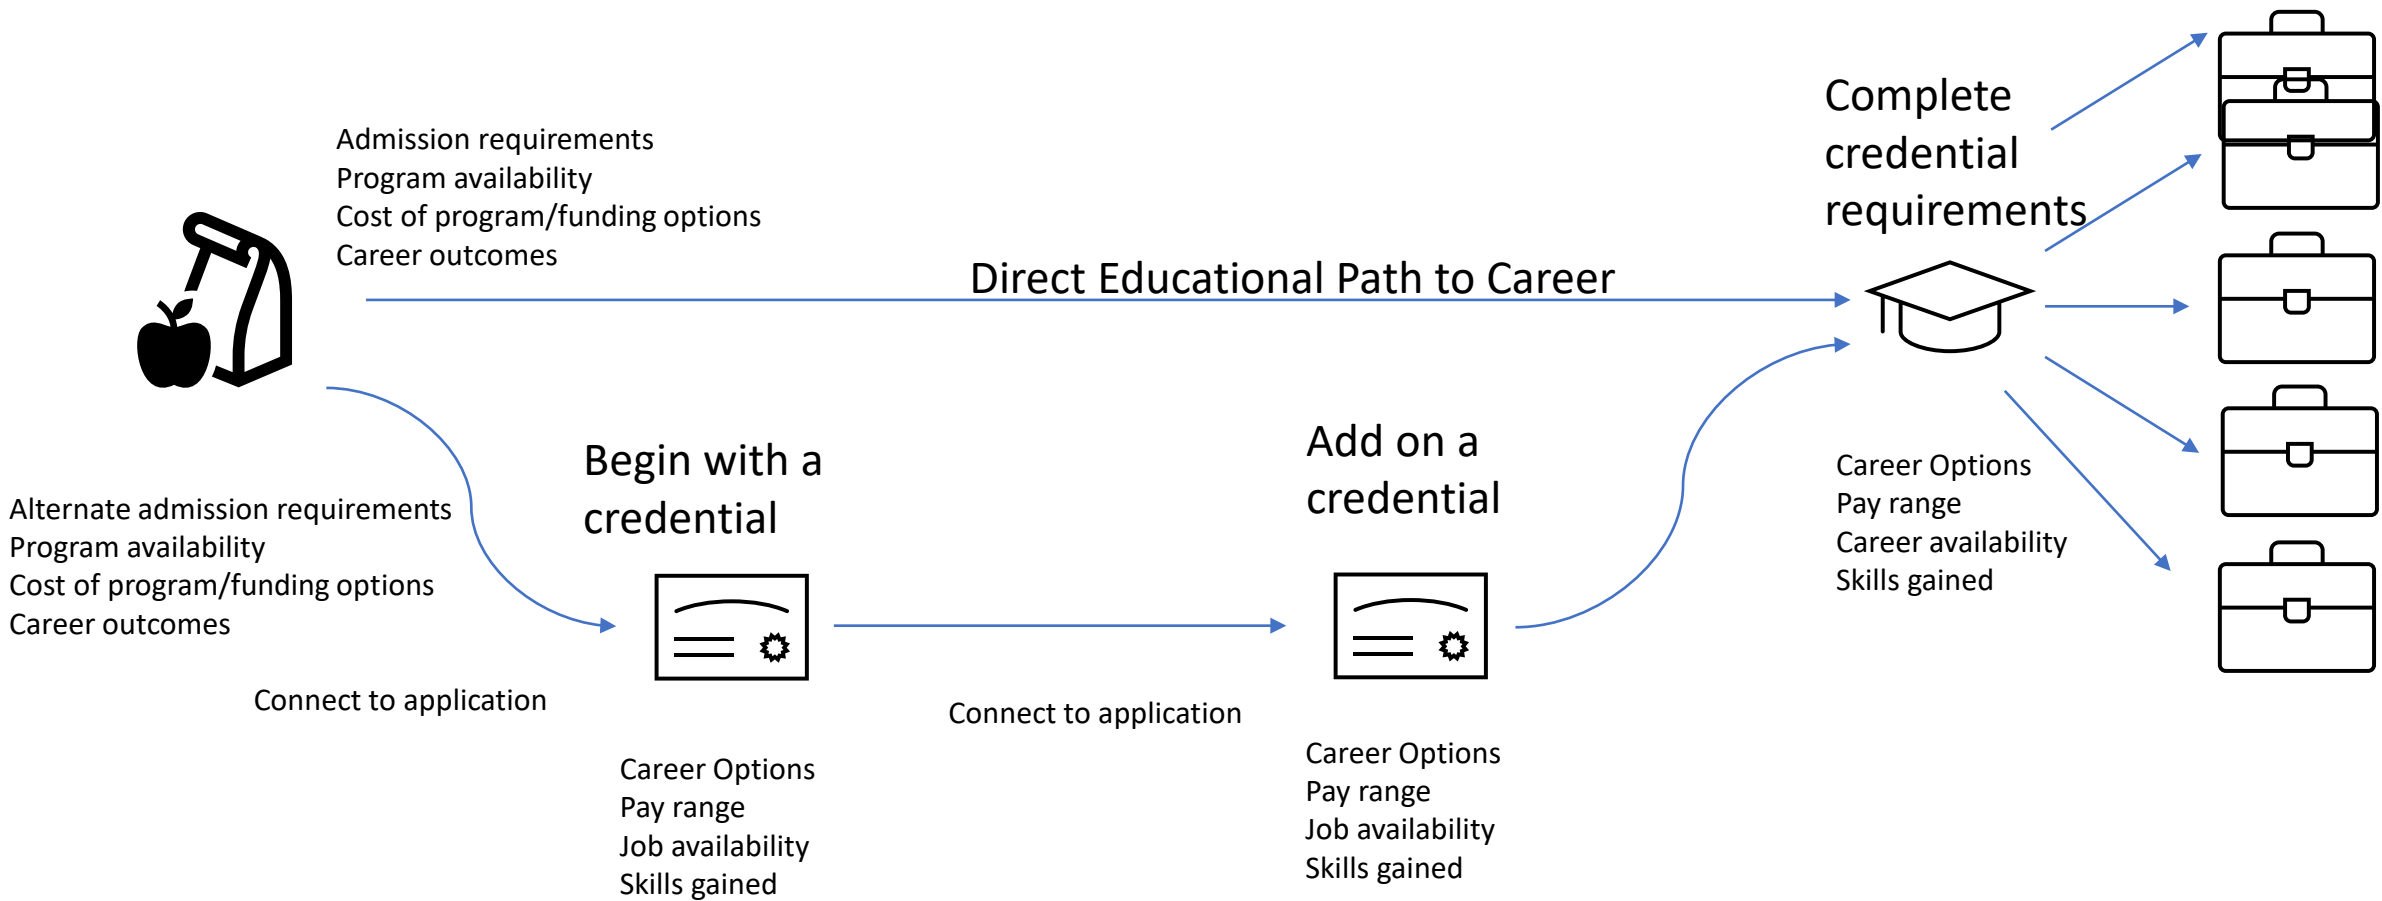 Admission requirements
Program availability
Cost of program/funding options
Career outcomes
Direct Educational Path to Career
Complete
credential
requirements
Alternate admission requirements
Program availability
Cost of program/funding options
Career outcomes
Connect to application
Begin with a
credential
Career Options
Pay range
Job availability
Skills gained
Connect to application
Add on a
credential
Career Options
Pay range
Job availability
Skills gained
Career Options
Pay range
Career availability
Skills gained